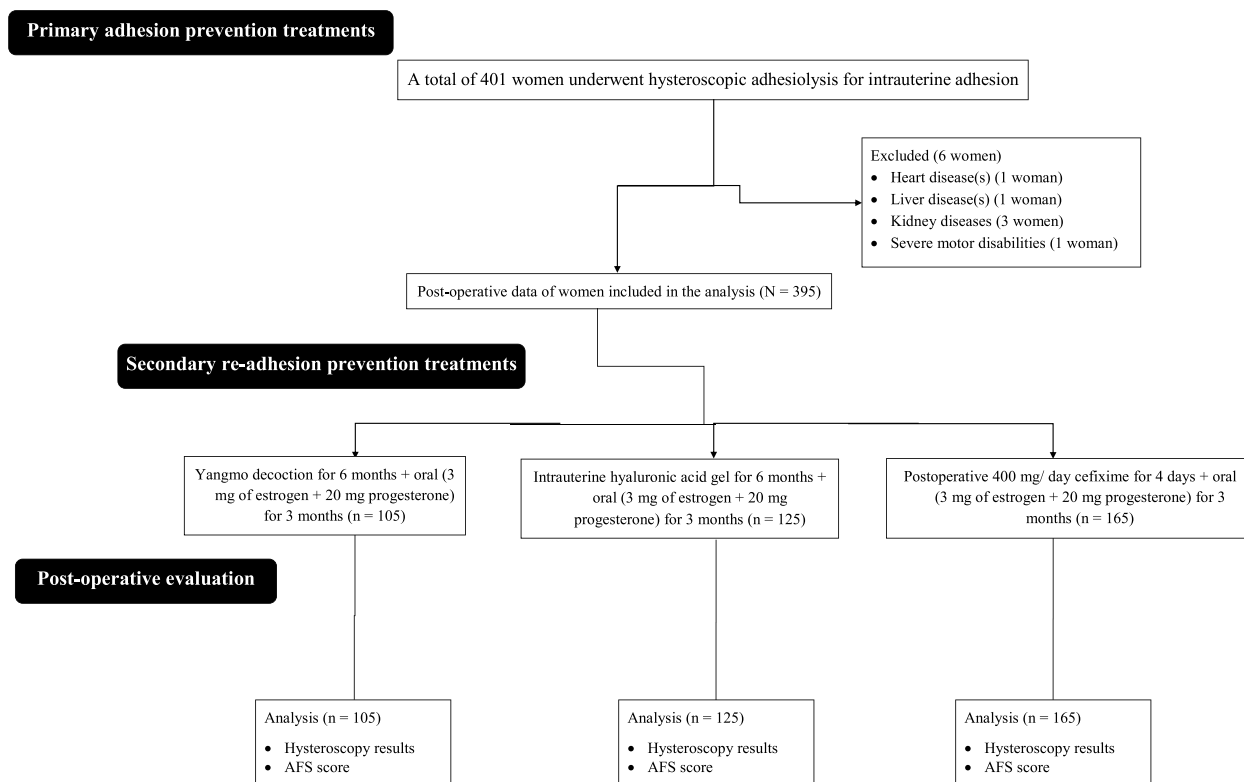 Primary adhesion prevention treatments
A total of 401 women underwent hysteroscopic adhesiolysis for intrauterine adhesion
Excluded (6 women)
• Heart disease(s) (1 woman)
• Liver disease(s) (1 woman)
• Kidney diseases (3 women)
• Severe motor disabilities (1 woman)
Post-operative data of women included in the analysis (N = 395)
Secondary re-adhesion prevention treatments
Yangmo decoction for 6 months + oral (3
mg of estrogen + 20 mg progesterone)
for 3 months (n = 105)
Intrauterine hyaluronic acid gel for 6 months +
oral (3 mg of estrogen + 20 mg
progesterone) for 3 months (n = 125)
Postoperative 400 mg/ day cefixime for 4 days + oral
(3 mg of estrogen + 20 mg progesterone) for 3
months (n = 165)
Post-operative evaluation
Analysis (n = 105)
• Hysteroscopy results
• AFS score
Analysis (n = 125)
• Hysteroscopy results
• AFS score
Analysis (n = 165)
• Hysteroscopy results
• AFS score